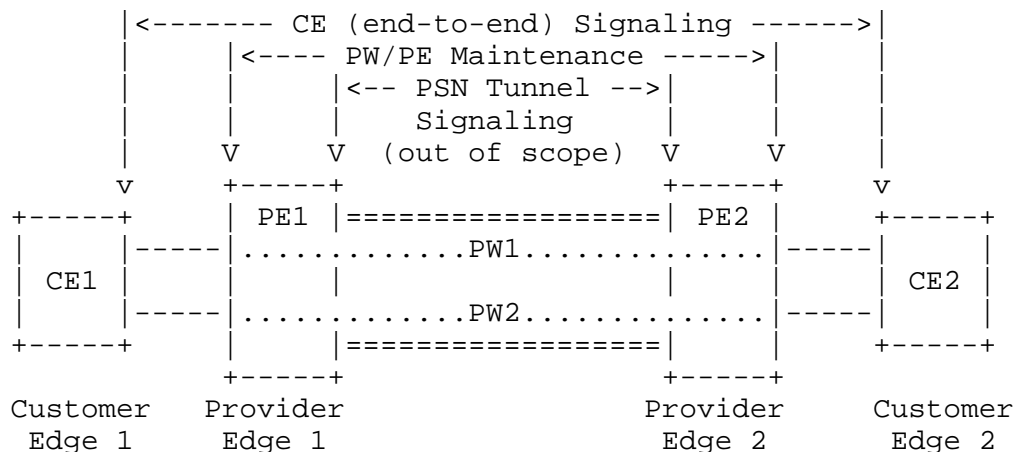 |<------- CE (end-to-end) Signaling ------>|
|<---- PW/PE Maintenance ----->|
|<-- PSN Tunnel -->|
Signaling
V V (out of scope) V V
v v
PE1 PE2
PW1
CE1 CE2
PW2
Customer Provider Provider Customer
Edge 1 Edge 1 Edge 2 Edge 2